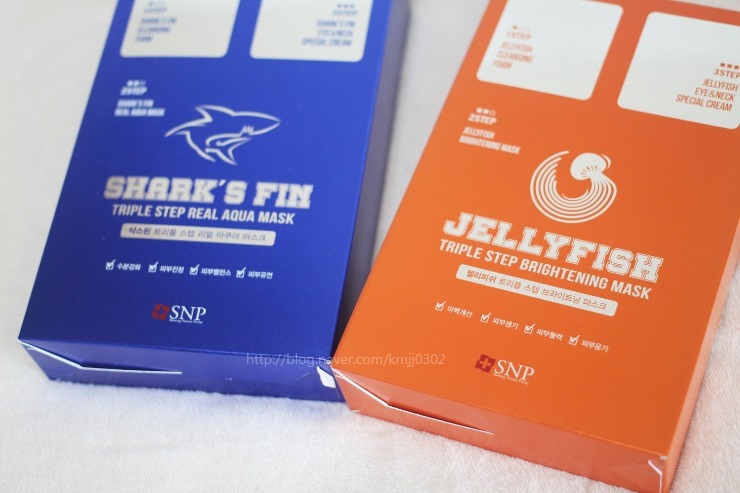 1STEP
SHARK'S FIN
CLEANSING
FOAM
3STEP
SHARK'S FIN
EYE&NECK
SPECIAL CREAM
2STEP
SHARK'S FIN
REAL AQUA MASK
SHARK'S FIN
TRIPLE STEP REAL AQUA MASK
샥스핀 트리플 스텝 리얼 아쿠아 마스크
수분강화 피부진정 피부밸런스 피부유연
SNP
1STEP
JELLYFISH
CLEANSING
FOAM
3STEP
JELLYFISH
EYE&NECK
SPECIAL CREAM
2STEP
JELLYFISH
BRIGHTENING MASK
JELLYFISH
TRIPLE STEP BRIGHTENING MASK
젤리피쉬 트리플 스텝 브라이트닝 마스크
미백개선 피부생기 피부활력 피부윤기
SNP
http://blog.naver.com/kmjj0302